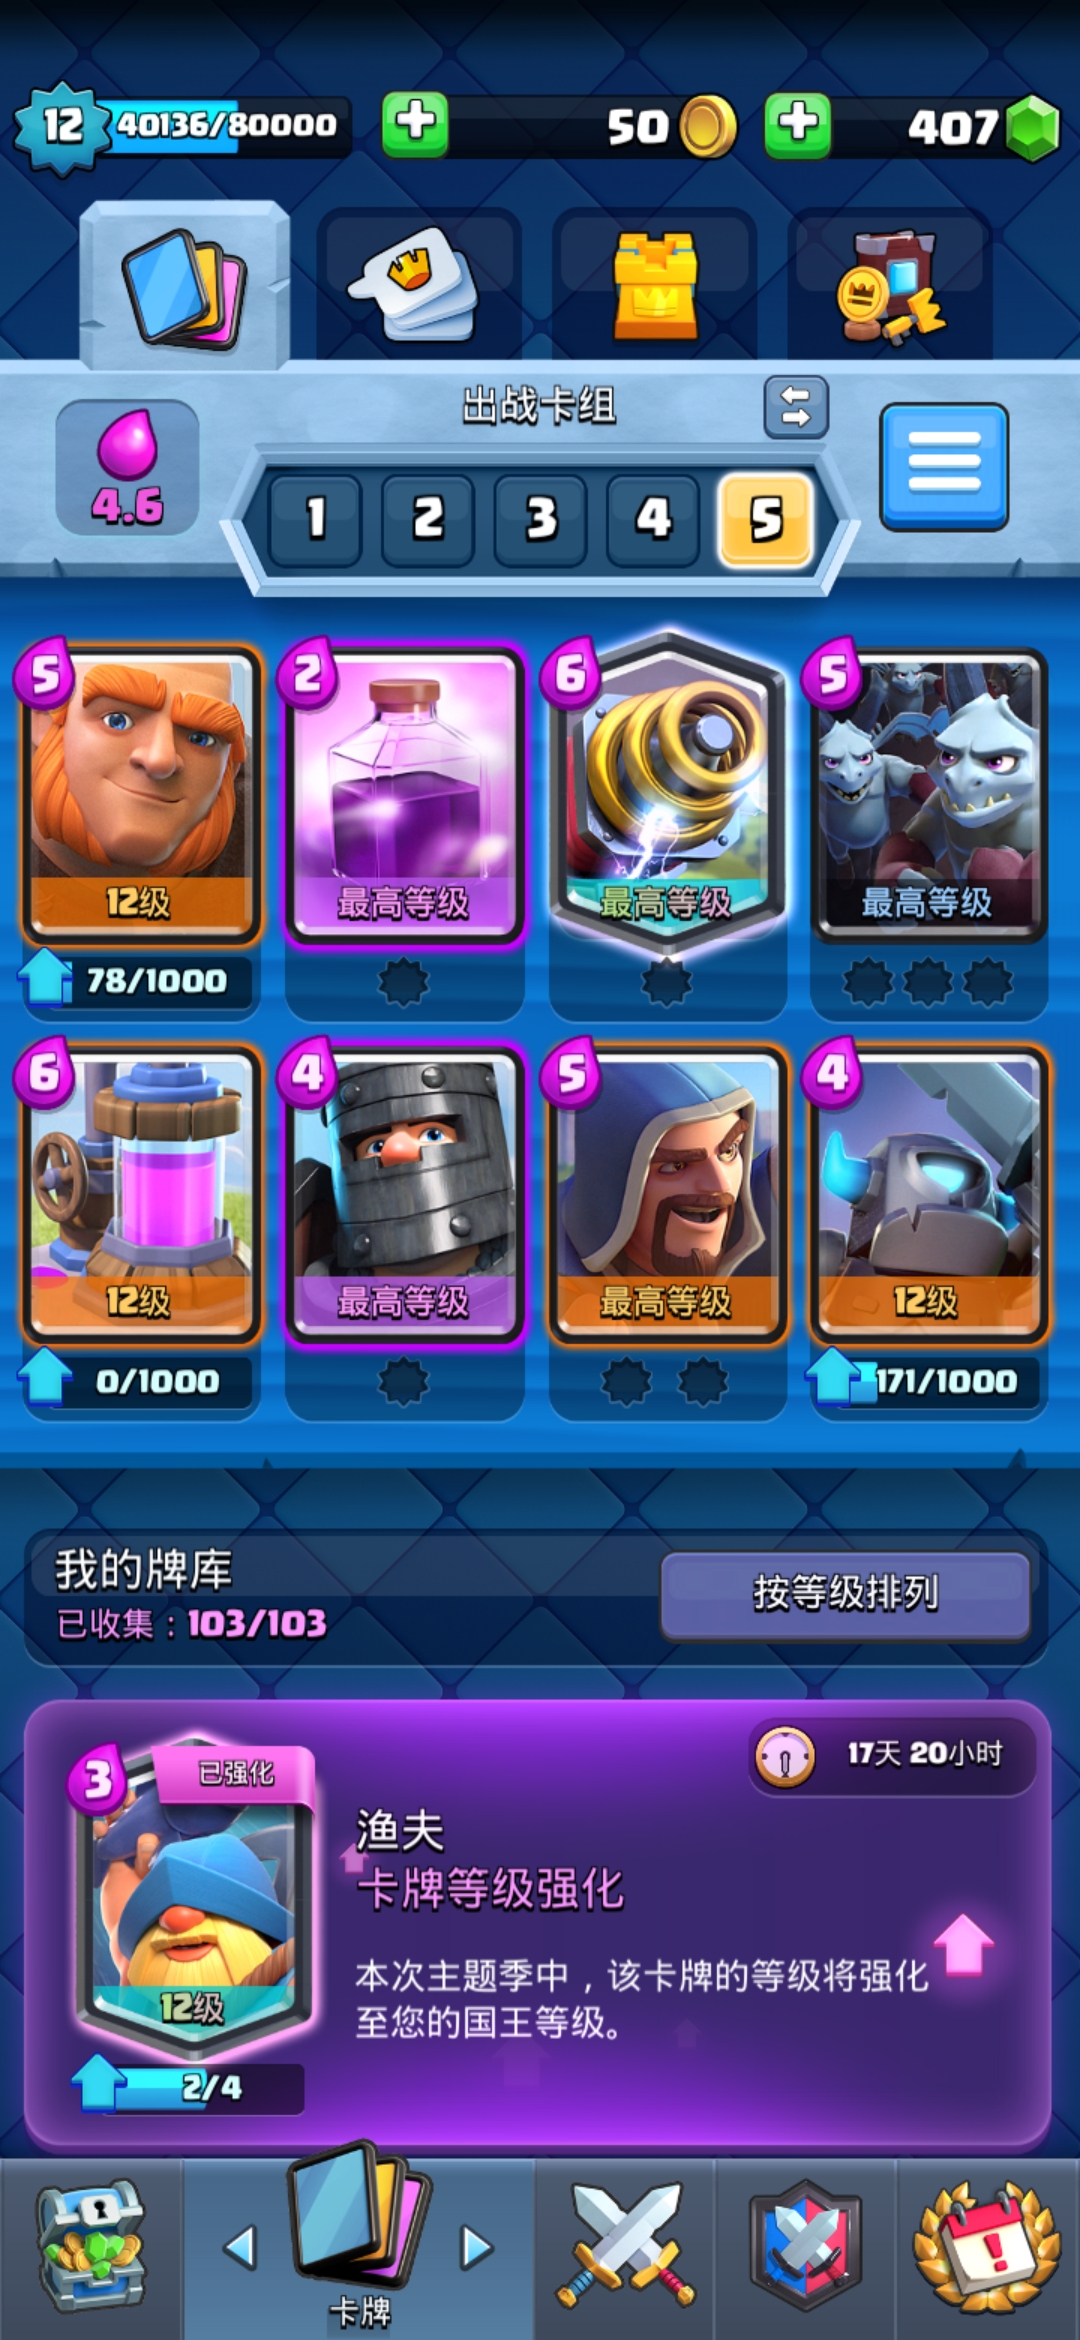 12
40136/80000
50
407
出战卡组
4.6
1 2 3 4 5
5
12级
78/1000
2
最高等级
6
最高等级
5
最高等级
6
12级
0/1000
4
最高等级
5
最高等级
4
12级
171/1000
我的牌库
已收集：103/103
按等级排列
17天 20小时
3
已强化
12级
2/4
渔夫
卡牌等级强化
本次主题季中，该卡牌的等级将强化
至您的国王等级。
卡牌